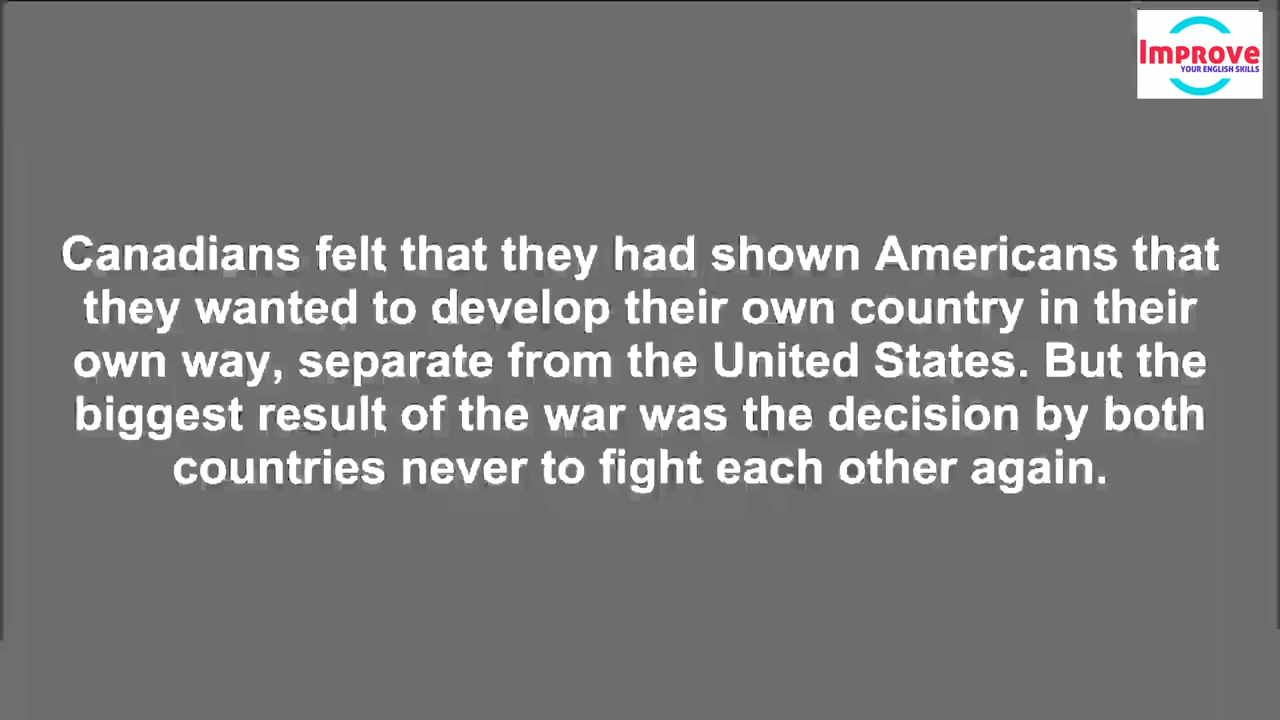 Improve
YOUR ENGLISH SKILLS
Canadians felt that they had shown Americans that
they wanted to develop their own country in their
own way, separate from the United States. But the
biggest result of the war was the decision by both
countries never to fight each other again.